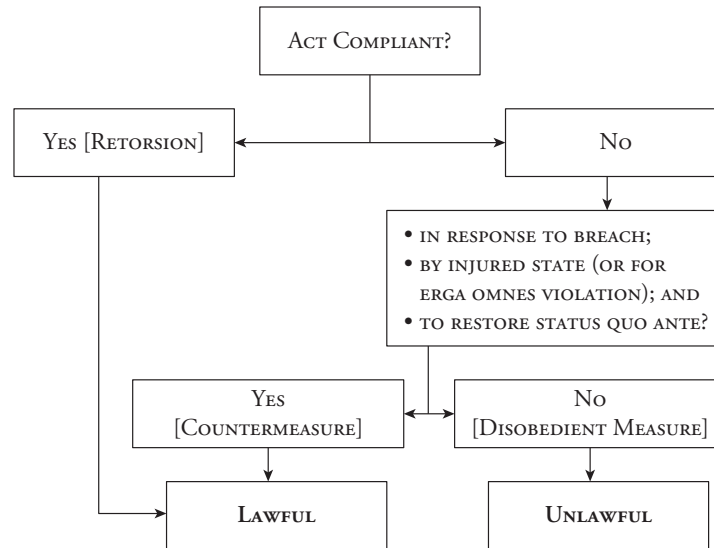 Act Compliant?
Yes [Retorsion]
No
• in response to breach;
• by injured state (or for
erga omnes violation); and
• to restore status quo ante?
Yes
[Countermeasure]
No
[Disobedient Measure]
Lawful
Unlawful